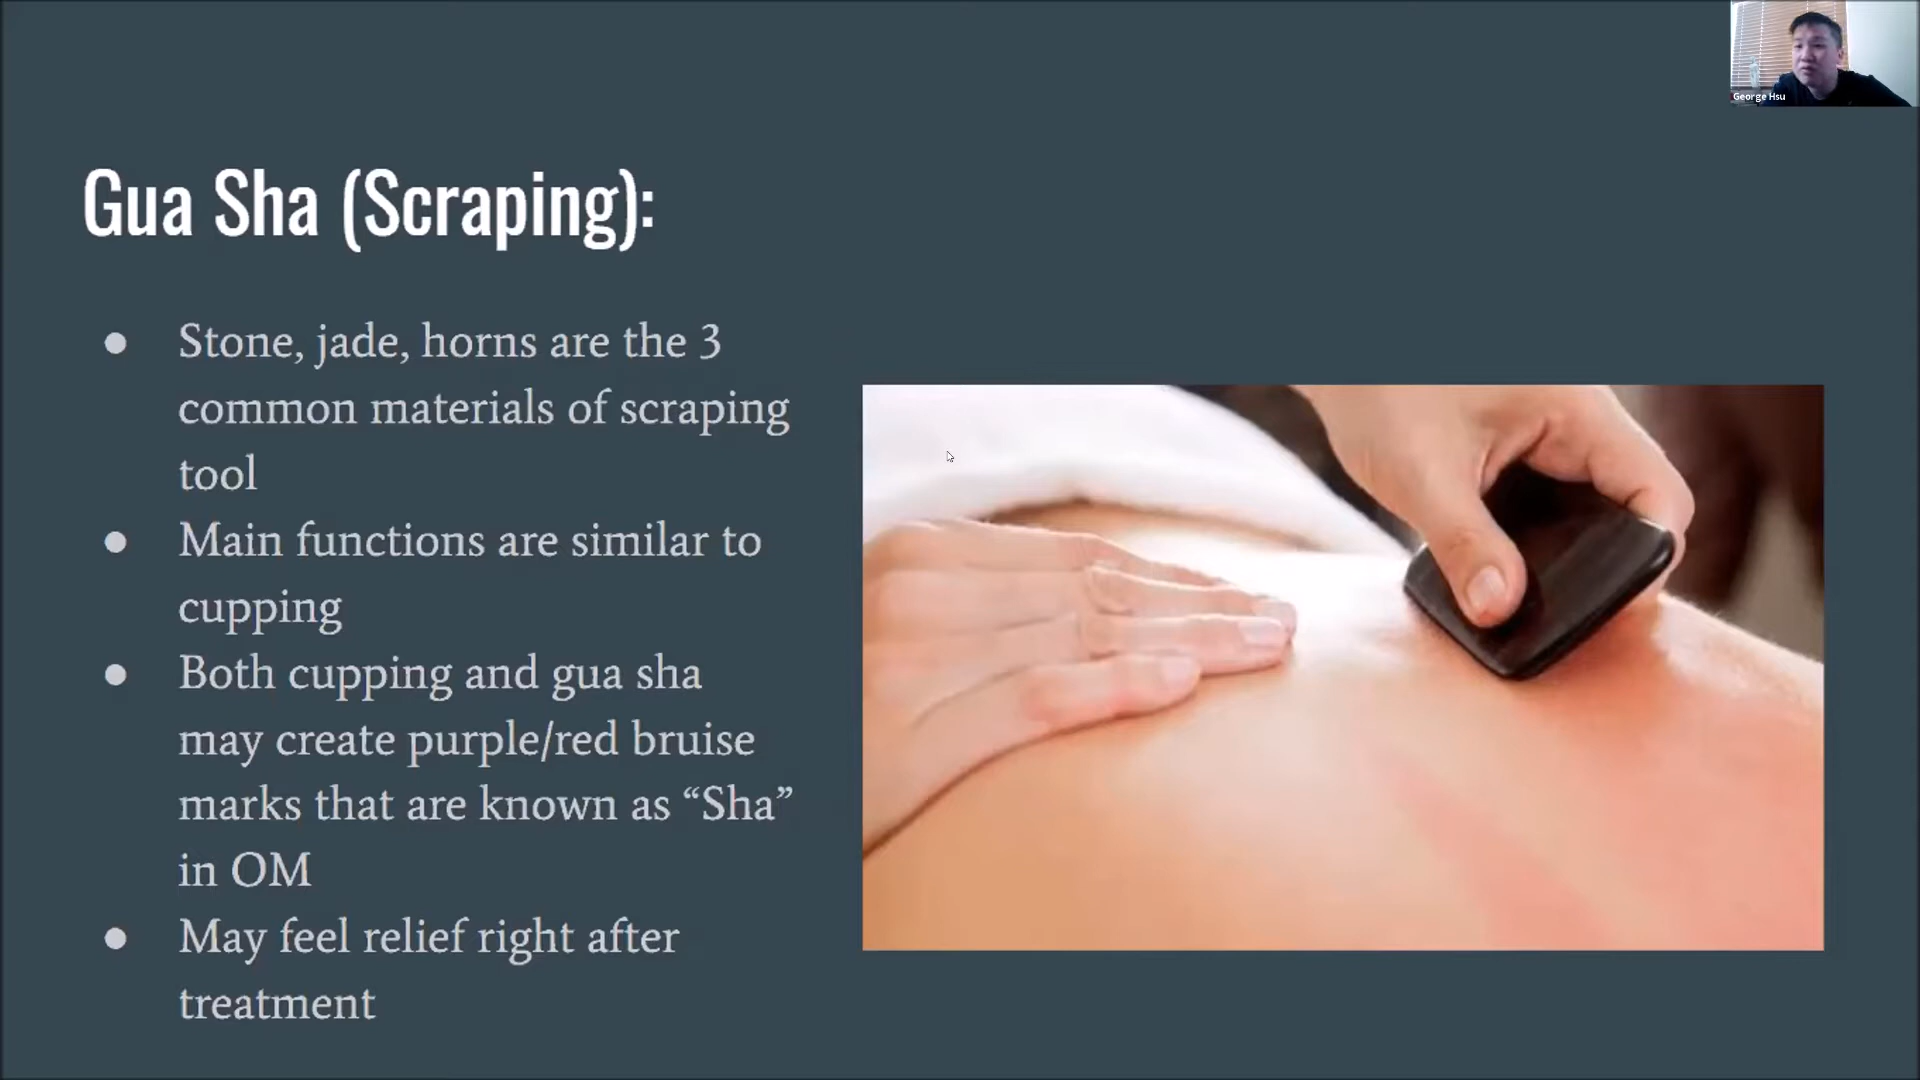 George Hsu
Gua Sha (Scraping):
● Stone, jade, horns are the 3
common materials of scraping
tool
● Main functions are similar to
cupping
● Both cupping and gua sha
may create purple/red bruise
marks that are known as “Sha”
in OM
● May feel relief right after
treatment